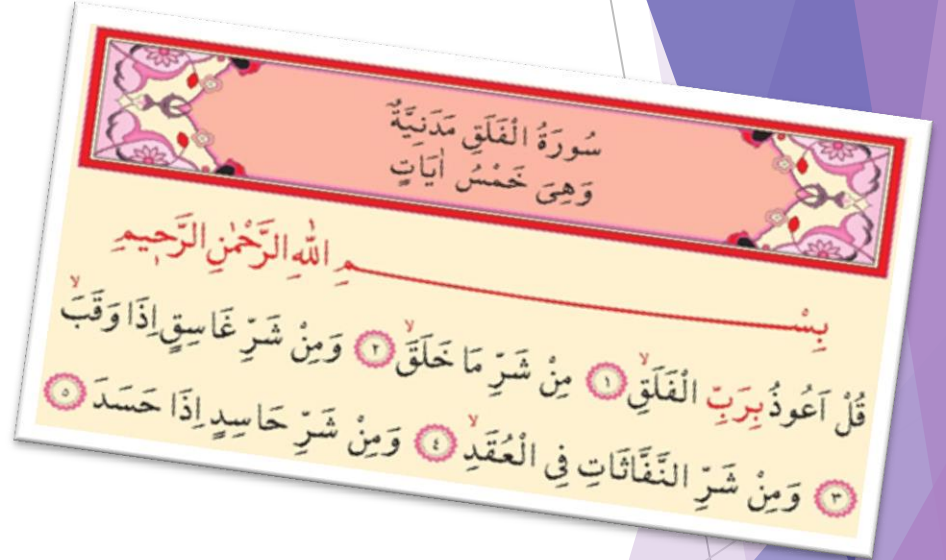 سُورَةُ الْفَلَقِ مَدَنِيَّةٌ
وَهِىَ خَمْسُ اٰيَاتٍ
بِسْمِ اللّٰهِ الرَّحْمٰنِ الرَّحٖيمِ
قُلْ اَعُوذُ بِرَبِّ الْفَلَقِۙ ﴿١﴾ مِنْ شَرِّ مَا خَلَقَۙ ﴿٢﴾ وَمِنْ شَرِّ غَاسِقٍ اِذَا وَقَبَۙ
﴿٣﴾ وَمِنْ شَرِّ النَّفَّاثَاتِ فِى الْعُقَدِۙ ﴿٤﴾ وَمِنْ شَرِّ حَاسِدٍ اِذَا حَسَدَ ﴿٥﴾